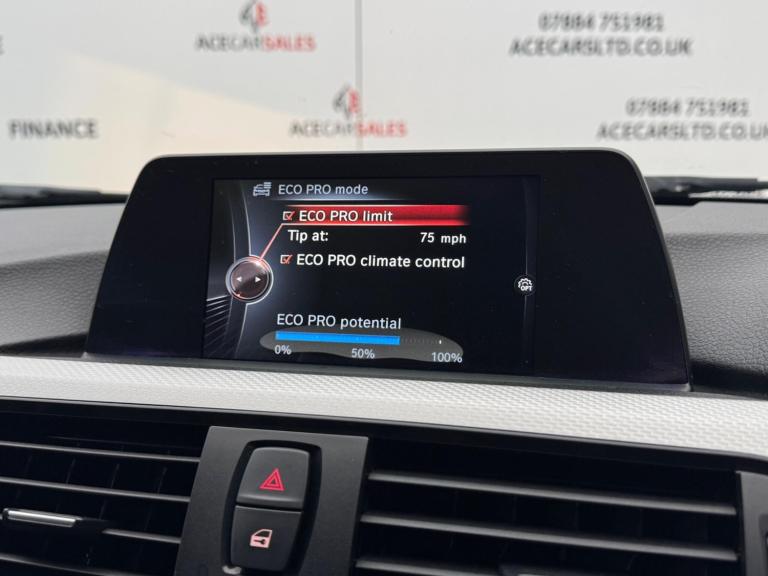 07884 751981
ACECARSALES
ACECARSLTD.CO.UK
07884 751981
FINANCE
ACECARSALES
ACECARSLTD.CO.UK
ECO PRO mode
ECO PRO limit
Tip at: 75 mph
ECO PRO climate control
OPT
ECO PRO potential
0% 50% 100%